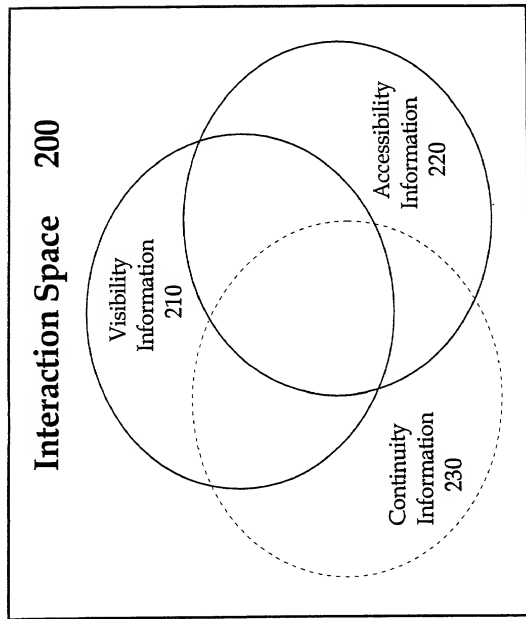 Interaction Space 200
Visibility
Information
210
Accessibility
Information
220
Continuity
Information
230